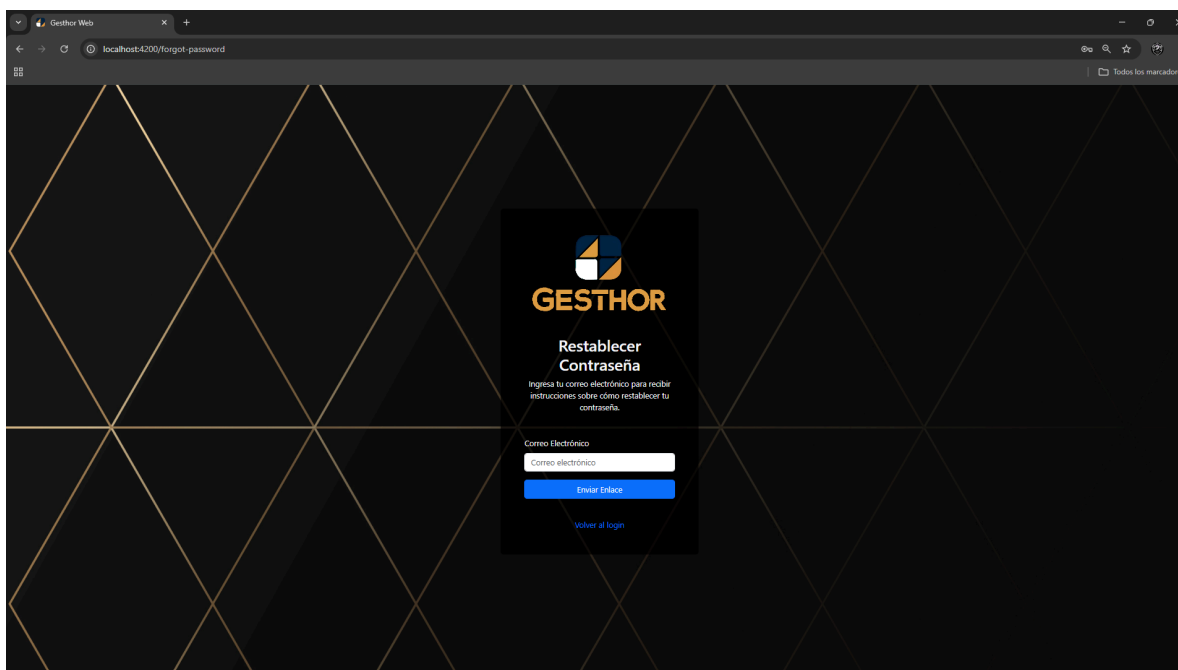 Gesthor Web
localhost:4200/forgot-password
Todos los marcador
GESTHOR
Restablecer
Contraseña
Ingresa tu correo electrónico para recibir
instrucciones sobre cómo restablecer tu
contraseña.
Correo Electrónico
Correo electrónico
Enviar Enlace
Volver al login